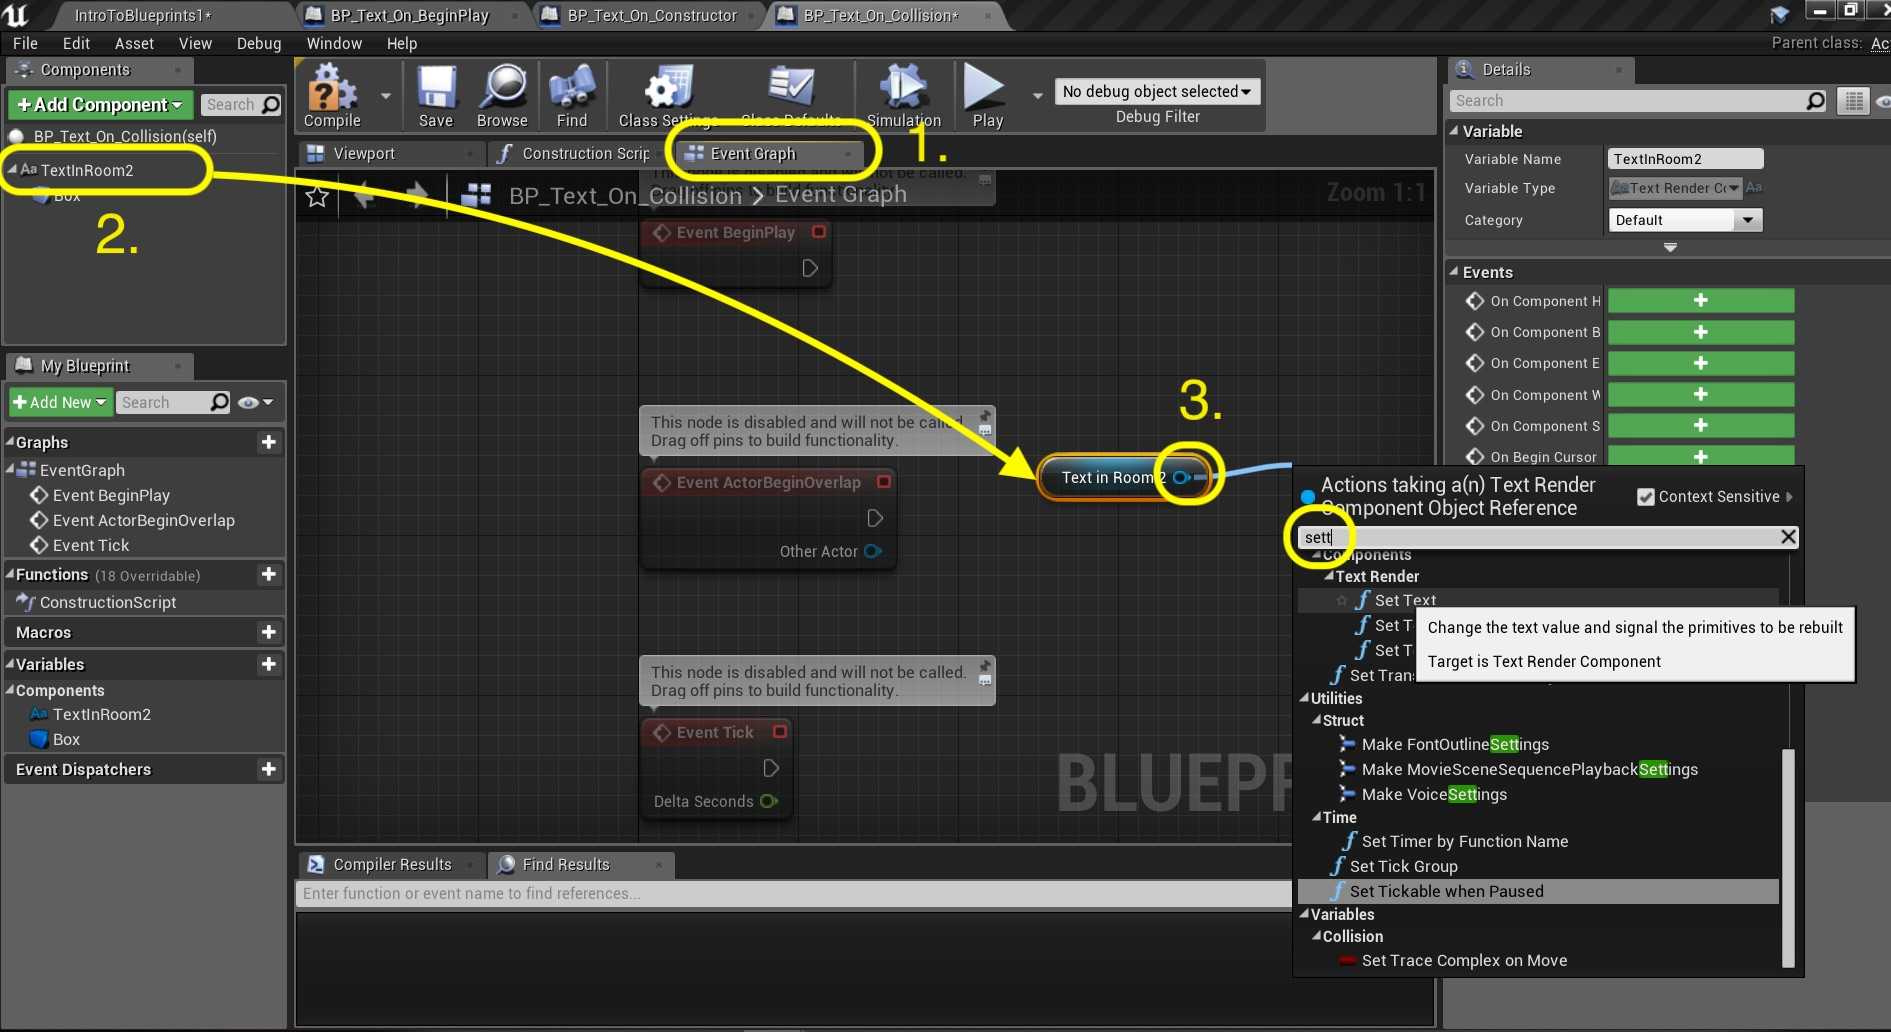 IntroToBlueprints1*
BP_Text_On_BeginPlay
BP_Text_On_Constructor
BP_Text_On_Collision*
File Edit Asset View Debug Window Help
Parent class: Ac
Components
+Add Component
Search
BP_Text_On_Collision(self)
Aa TextInRoom2
Box
2.
Compile
Save
Browse
Find
Class Settings
Class Defaults
Simulation
Play
No debug object selected
Debug Filter
1.
Viewport
Construction Scrip
Event Graph
BP_Text_On_Collision > Event Graph
Zoom 1:1
will not be called.
Event BeginPlay
This node is disabled and will not be called.
Drag off pins to build functionality.
Event ActorBeginOverlap
Other Actor
This node is disabled and will not be called.
Drag off pins to build functionality.
Event Tick
Delta Seconds
3.
Text in Room 2
My Blueprint
+Add New
Search
Graphs
EventGraph
Event BeginPlay
Event ActorBeginOverlap
Event Tick
Functions (18 Overridable)
ConstructionScript
Macros
Variables
Components
Aa TextInRoom2
Box
Event Dispatchers
Compiler Results
Find Results
Enter function or event name to find references...
Details
Search
Variable
Variable Name TextInRoom2
Variable Type Text Render Co Aa
Category Default
Events
On Component H
On Component B
On Component E
On Component W
On Component S
On Begin Cursor
Actions taking a(n) Text Render
Component Object Reference
Context Sensitive
sett
Components
Text Render
Set Text
Set T
Set T
Set Tran
Change the text value and signal the primitives to be rebuilt
Target is Text Render Component
Utilities
Struct
Make FontOutlineSettings
Make MovieSceneSequencePlaybackSettings
Make VoiceSettings
Time
Set Timer by Function Name
Set Tick Group
Set Tickable when Paused
Variables
Collision
Set Trace Complex on Move
BLUEPR